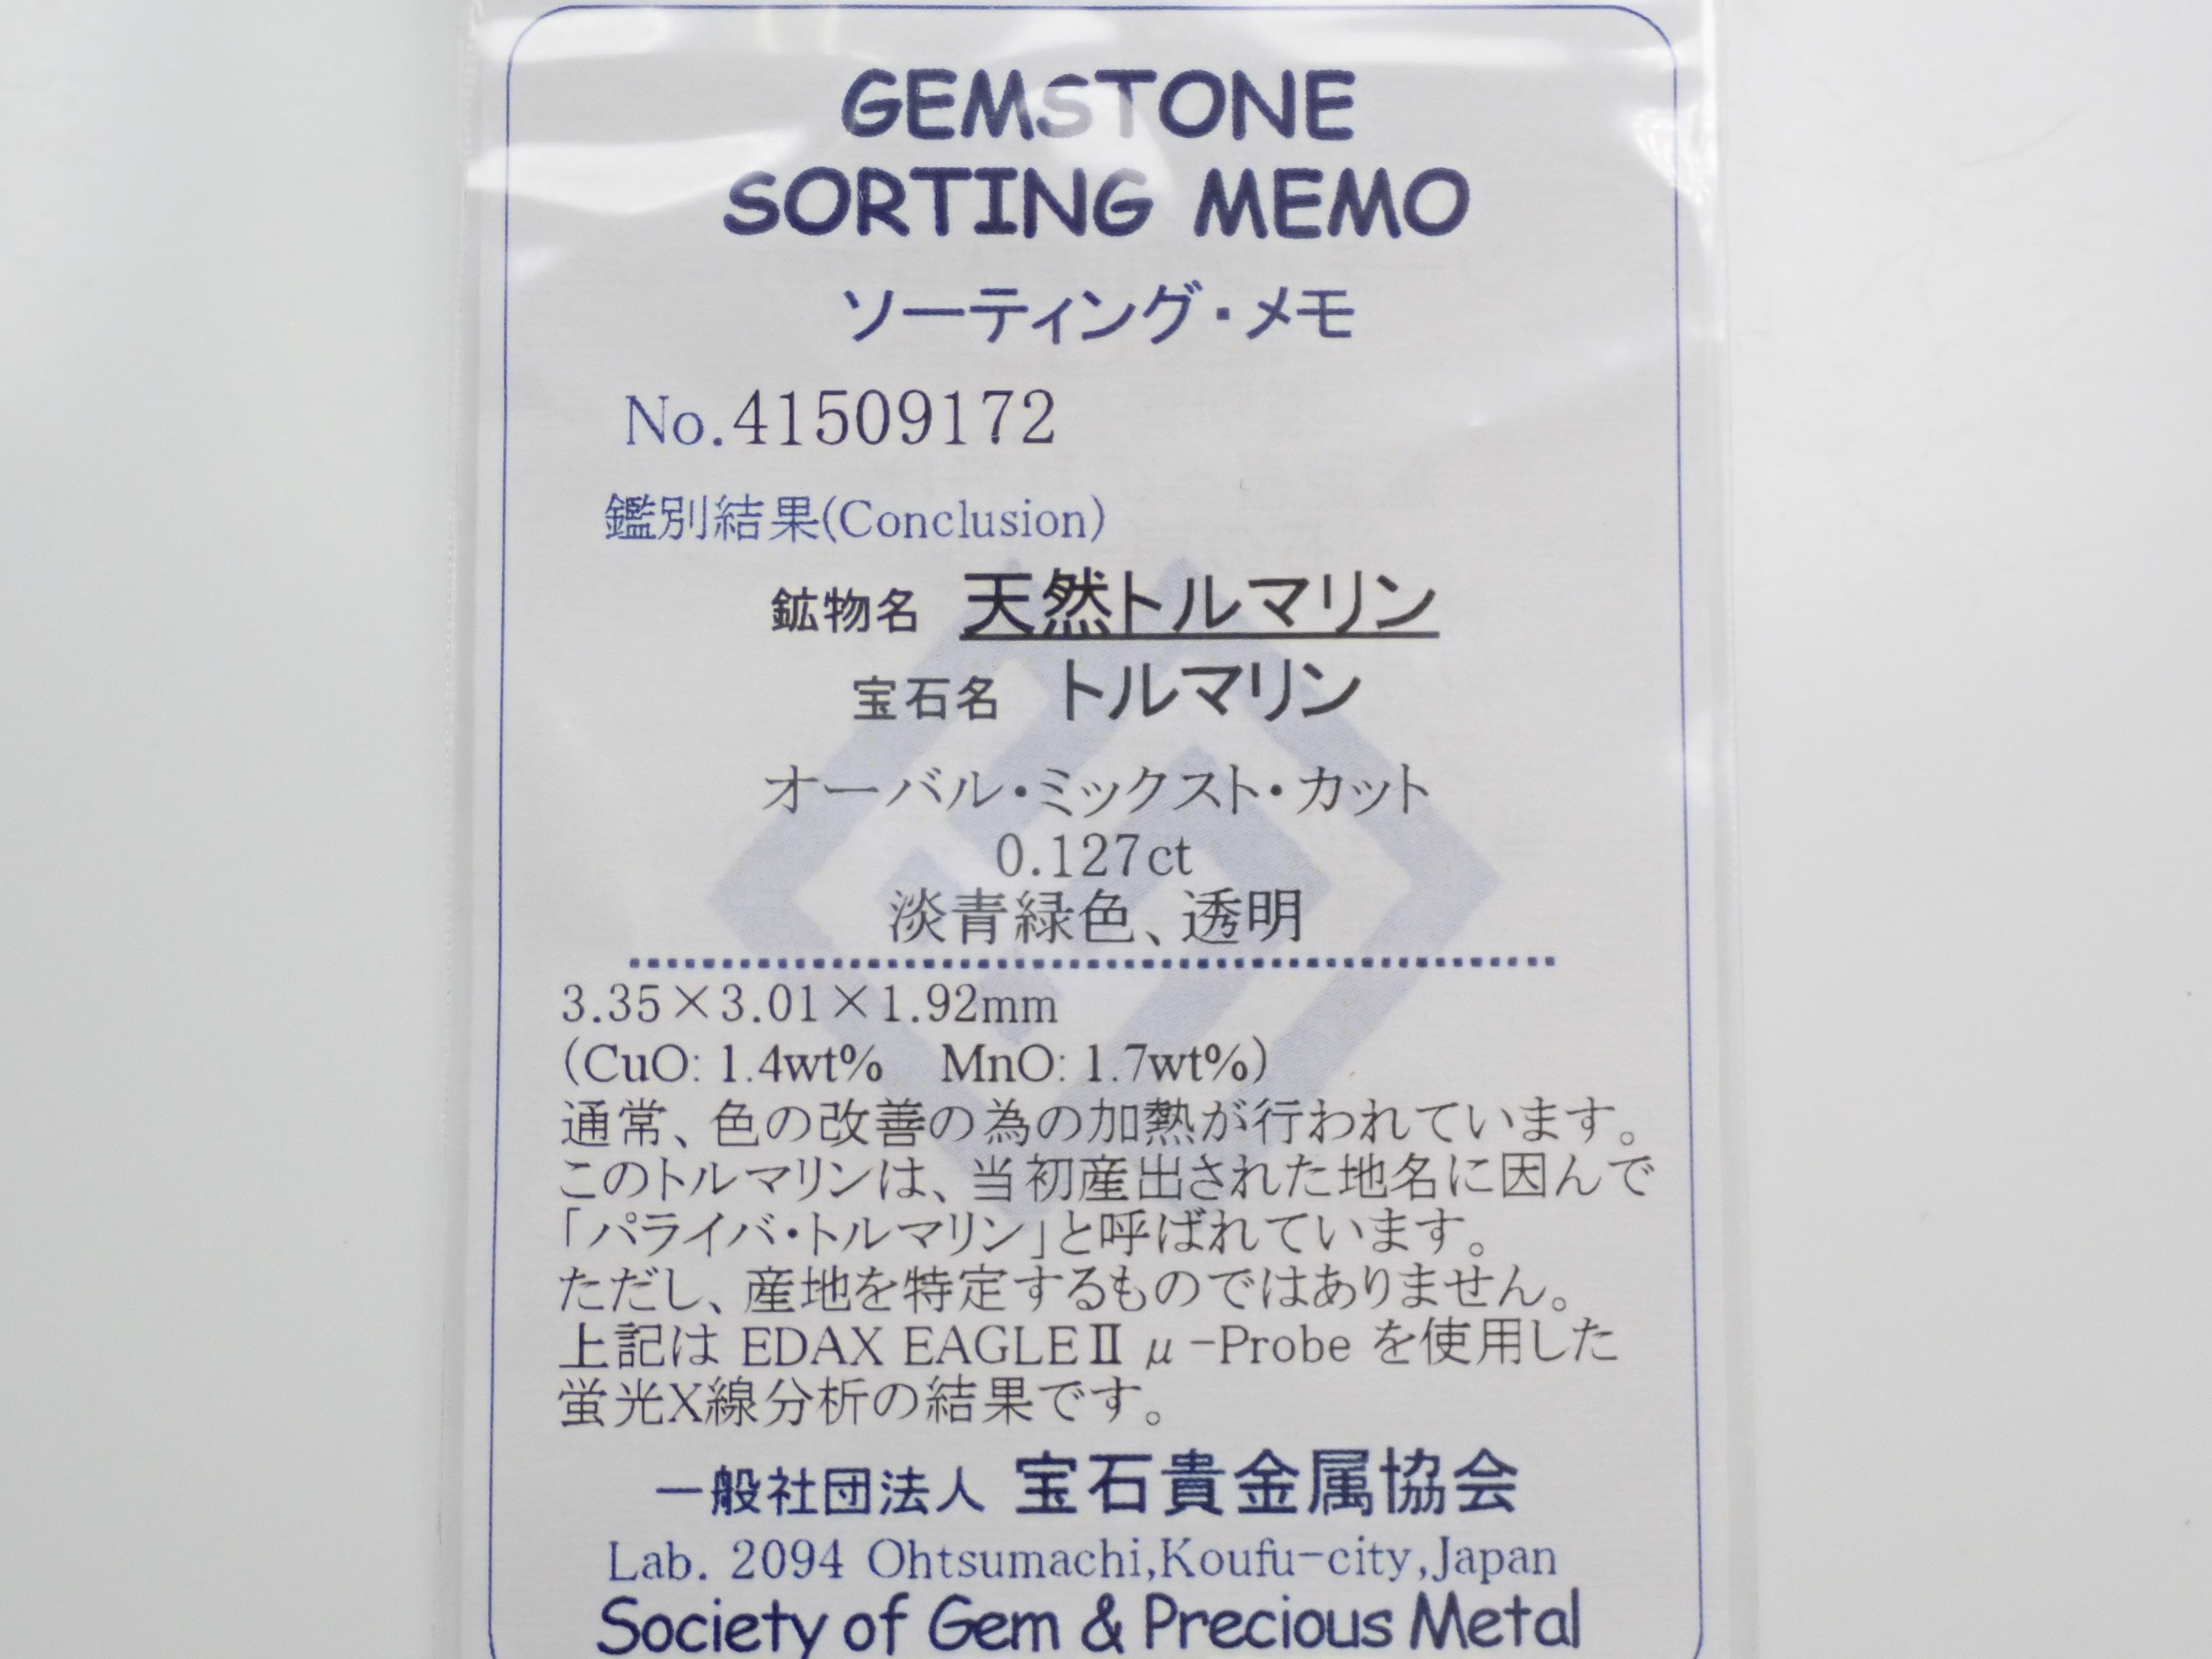 GEMSTONE
SORTING MEMO
ソーティング・メモ
No.41509172
鑑別結果(Conclusion)
鉱物名 天然トルマリン
宝石名 トルマリン
オーバル・ミックスト・カット
0.127ct
淡青緑色、透明
3.35×3.01×1.92mm
(CuO: 1.4wt% MnO: 1.7wt%)
通常、色の改善の為の加熱が行われています。
このトルマリンは、当初産出された地名に因んで
「パライバ・トルマリン」と呼ばれています。
ただし、産地を特定するものではありません。
上記は EDAX EAGLEⅡ μ-Probe を使用した
蛍光X線分析の結果です。
一般社団法人 宝石貴金属協会
Lab. 2094 Ohtsumachi,Koufu-city,Japan
Society of Gem & Precious Metal